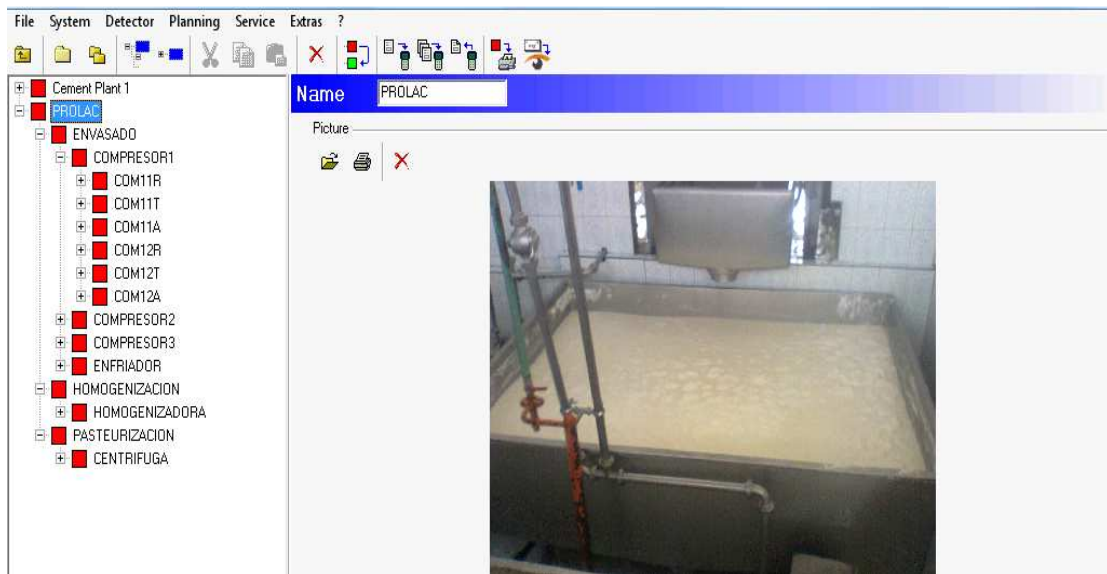 File System Detector Planning Service Extras ?
Cement Plant 1
PROLAC
ENVASADO
COMPRESOR1
COM11R
COM11T
COM11A
COM12R
COM12T
COM12A
COMPRESOR2
COMPRESOR3
ENFRIADOR
HOMOGENIZACION
HOMOGENIZADORA
PASTEURIZACION
CENTRIFUGA
Name PROLAC
Picture